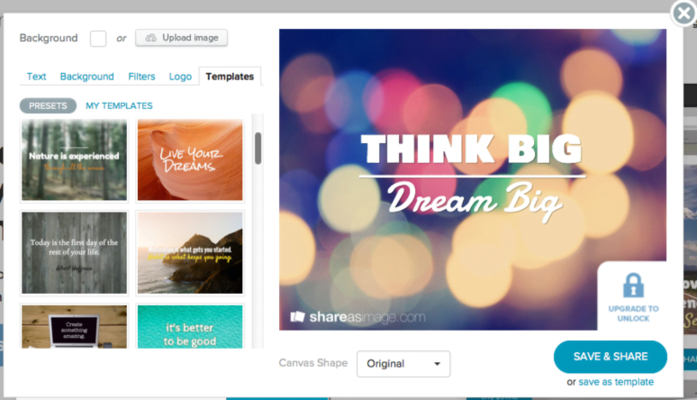 Background
or
Upload image
Text
Background
Filters
Logo
Templates
PRESETS
MY TEMPLATES
Nature is experienced
LIVE YOUR
DREAMS
Today is the first day of the
rest of your life.
is what gets you started.
is what keeps you going.
Create
something
amazing.
it's better
to be good
THINK BIG
Dream Big
shareasimage.com
UPGRADE TO
UNLOCK
Canvas Shape
Original
SAVE & SHARE
or save as template